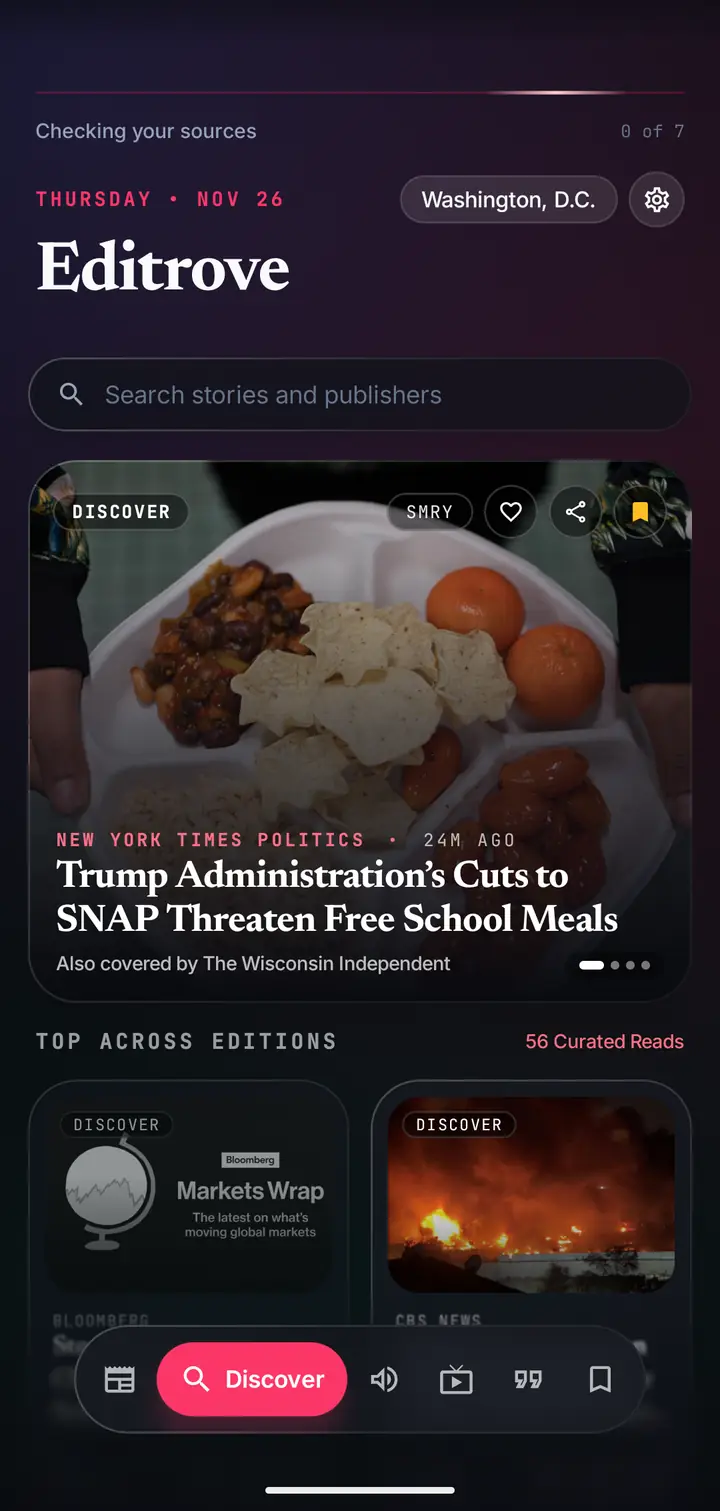 Checking your sources
0 of 7
THURSDAY • NOV 26
Washington, D.C.
Editrove
Search stories and publishers
DISCOVER
SMRY
NEW YORK TIMES POLITICS • 24M AGO
Trump Administration’s Cuts to
SNAP Threaten Free School Meals
Also covered by The Wisconsin Independent
TOP ACROSS EDITIONS
56 Curated Reads
DISCOVER
Bloomberg
Markets Wrap
The latest on what's
moving global markets
BLOOMBERG
DISCOVER
CBS NEWS
Discover